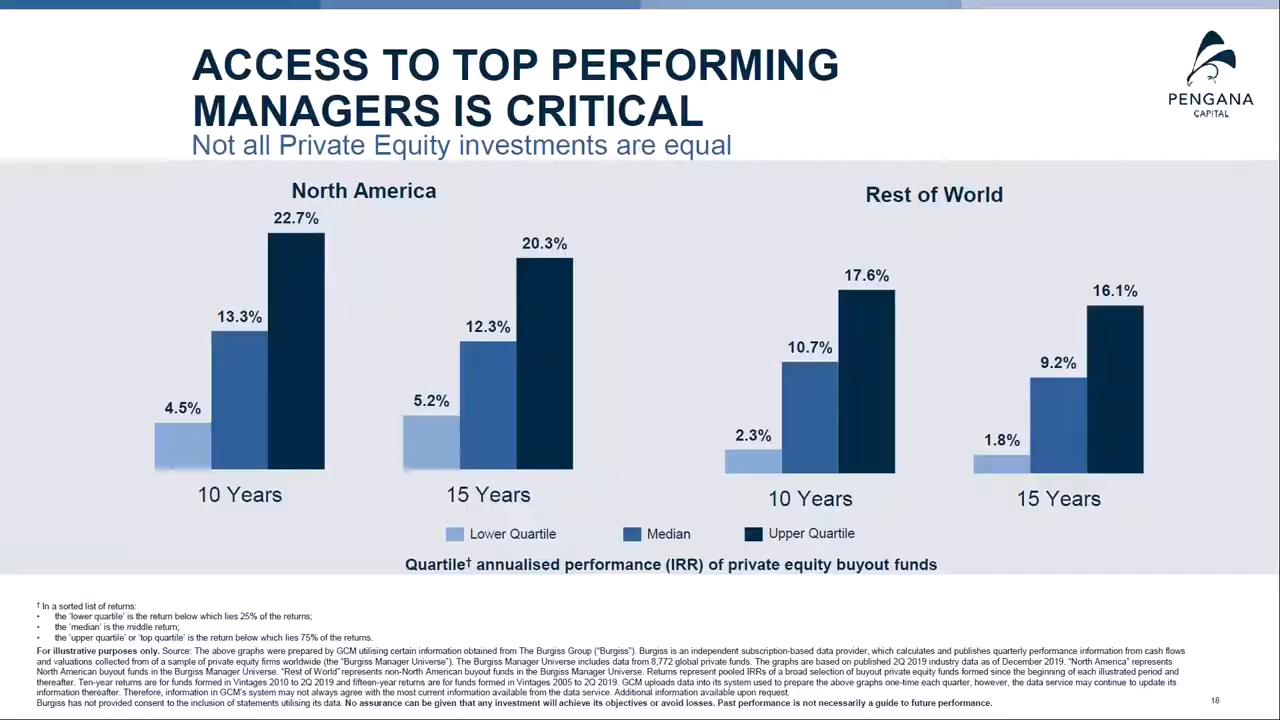 ACCESS TO TOP PERFORMING
MANAGERS IS CRITICAL
Not all Private Equity investments are equal
PENGANA
CAPITAL
North America
22.7%
20.3%
13.3%
12.3%
4.5%
5.2%
10 Years
15 Years
Rest of World
17.6%
16.1%
10.7%
9.2%
2.3%
1.8%
10 Years
15 Years
Lower Quartile
Median
Upper Quartile
Quartile† annualised performance (IRR) of private equity buyout funds
† In a sorted list of returns:
• the 'lower quartile' is the return below which lies 25% of the returns;
• the 'median' is the middle return;
• the 'upper quartile' or 'top quartile' is the return below which lies 75% of the returns.
For illustrative purposes only. Source: The above graphs were prepared by GCM utilising certain information obtained from The Burgiss Group ("Burgiss"). Burgiss is an independent subscription-based data provider, which calculates and publishes quarterly performance information from cash flows
and valuations collected from of a sample of private equity firms worldwide (the "Burgiss Manager Universe"). The Burgiss Manager Universe includes data from 8,772 global private funds. The graphs are based on published 2Q 2019 industry data as of December 2019. "North America" represents
North American buyout funds in the Burgiss Manager Universe. "Rest of World" represents non-North American buyout funds in the Burgiss Manager Universe. Returns represent pooled IRRs of a broad selection of buyout private equity funds formed since the beginning of each illustrated period and
thereafter. Ten-year returns are for funds formed in Vintages 2010 to 2Q 2019 and fifteen-year returns and for funds formed in Vintages 2005 to 2Q 2019. GCM uploads data into its system used to prepare the above graphs one-time each quarter, however, the data service may continue to update its
information thereafter. Therefore, information in GCM's system may not always agree with the most current information available from the data service. Additional information available upon request.
Burgiss has not provided consent to the inclusion of statements utilising its data. No assurance can be given that any investment will achieve its objectives or avoid losses. Past performance is not necessarily a guide to future performance.
18